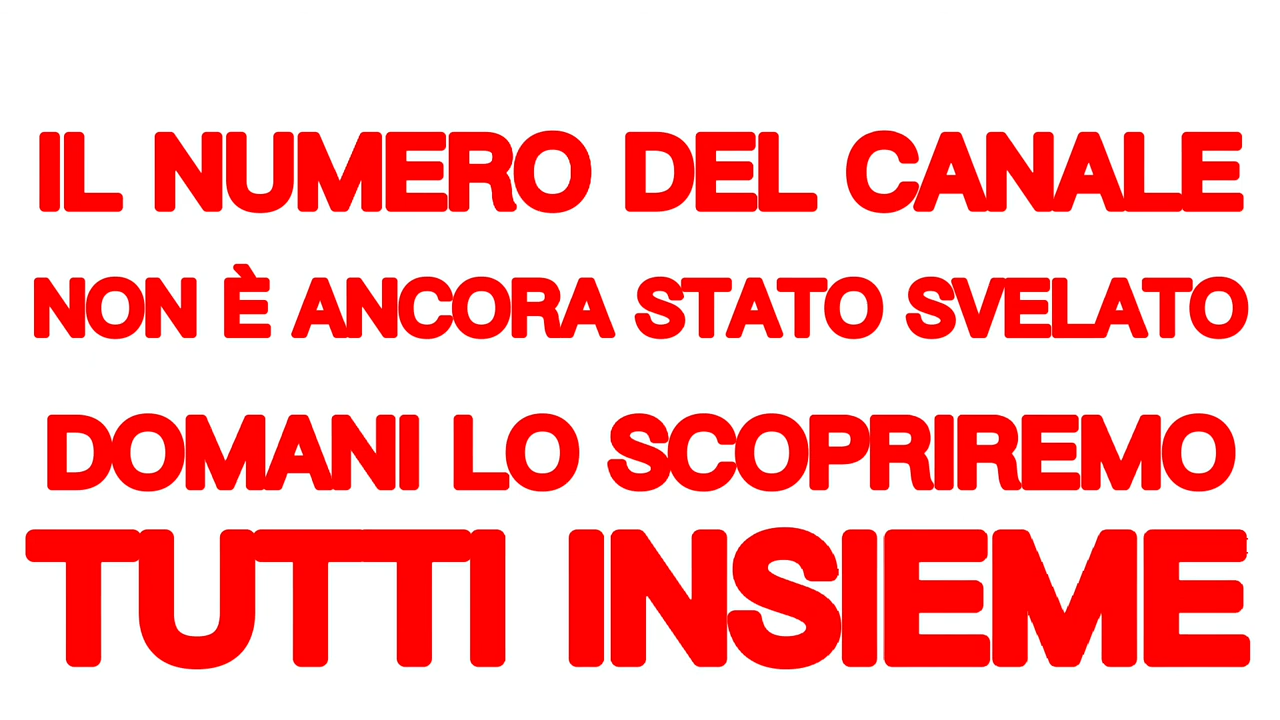 IL NUMERO DEL CANALE
NON È ANCORA STATO SVELATO
DOMANI LO SCOPRIREMO
TUTTI INSIEME